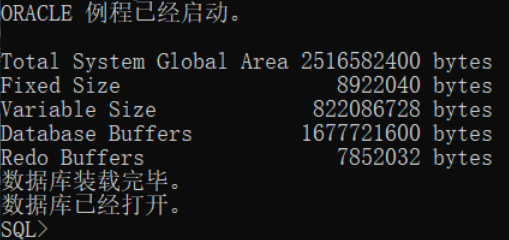 ORACLE 例程已经启动。
Total System Global Area 2516582400 bytes
Fixed Size 8922040 bytes
Variable Size 822086728 bytes
Database Buffers 1677721600 bytes
Redo Buffers 7852032 bytes
数据库装载完毕。
数据库已经打开。
SQL>